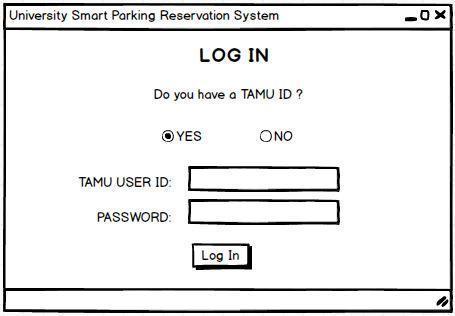 University Smart Parking Reservation System
LOG IN
Do you have a TAMU ID ?
YES NO
TAMU USER ID:
PASSWORD:
Log In